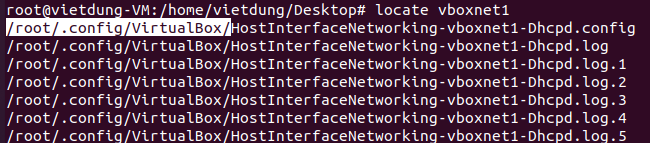 root@vietdung-VM:/home/vietdung/Desktop# locate vboxnet1
/root/.config/VirtualBox/HostInterfaceNetworking-vboxnet1-Dhcpd.config
/root/.config/VirtualBox/HostInterfaceNetworking-vboxnet1-Dhcpd.log
/root/.config/VirtualBox/HostInterfaceNetworking-vboxnet1-Dhcpd.log.1
/root/.config/VirtualBox/HostInterfaceNetworking-vboxnet1-Dhcpd.log.2
/root/.config/VirtualBox/HostInterfaceNetworking-vboxnet1-Dhcpd.log.3
/root/.config/VirtualBox/HostInterfaceNetworking-vboxnet1-Dhcpd.log.4
/root/.config/VirtualBox/HostInterfaceNetworking-vboxnet1-Dhcpd.log.5